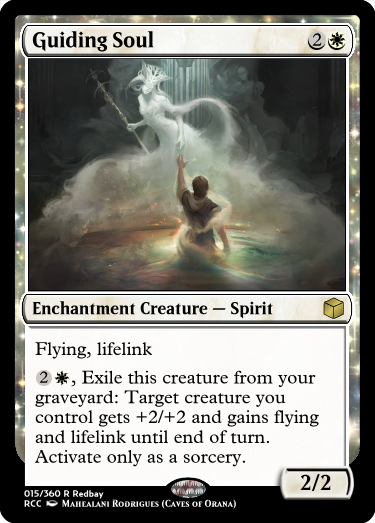 Guiding Soul 2
Enchantment Creature — Spirit
Flying, lifelink
2, Exile this creature from your
graveyard: Target creature you
control gets +2/+2 and gains flying
and lifelink until end of turn.
Activate only as a sorcery.
2/2
015/360 R Redbay
RCC Mahealani Rodrigues (Caves of Orana)